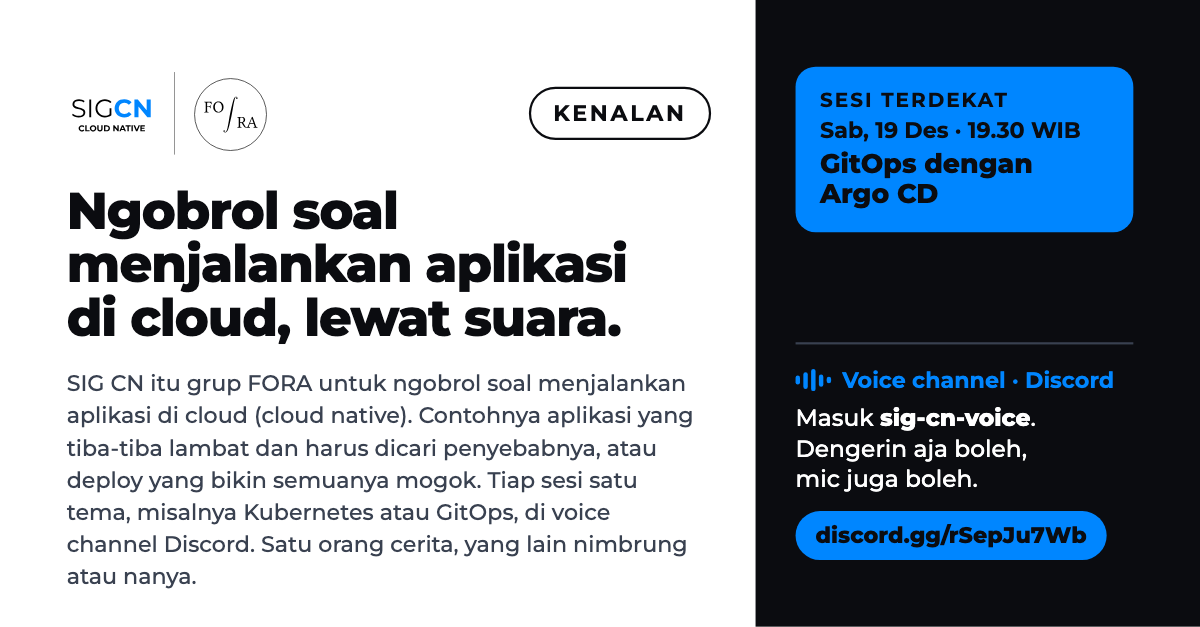 SIGCN
CLOUD NATIVE
FO
RA
KENALAN
Ngobrol soal
menjalankan aplikasi
di cloud, lewat suara.
SIG CN itu grup FORA untuk ngobrol soal menjalankan
aplikasi di cloud (cloud native). Contohnya aplikasi yang
tiba-tiba lambat dan harus dicari penyebabnya, atau
deploy yang bikin semuanya mogok. Tiap sesi satu
tema, misalnya Kubernetes atau GitOps, di voice
channel Discord. Satu orang cerita, yang lain nimbrung
atau nanya.
SESI TERDEKAT
Sab, 19 Des · 19.30 WIB
GitOps dengan
Argo CD
Voice channel · Discord
Masuk sig-cn-voice.
Dengerin aja boleh,
mic juga boleh.
discord.gg/rSepJu7Wb